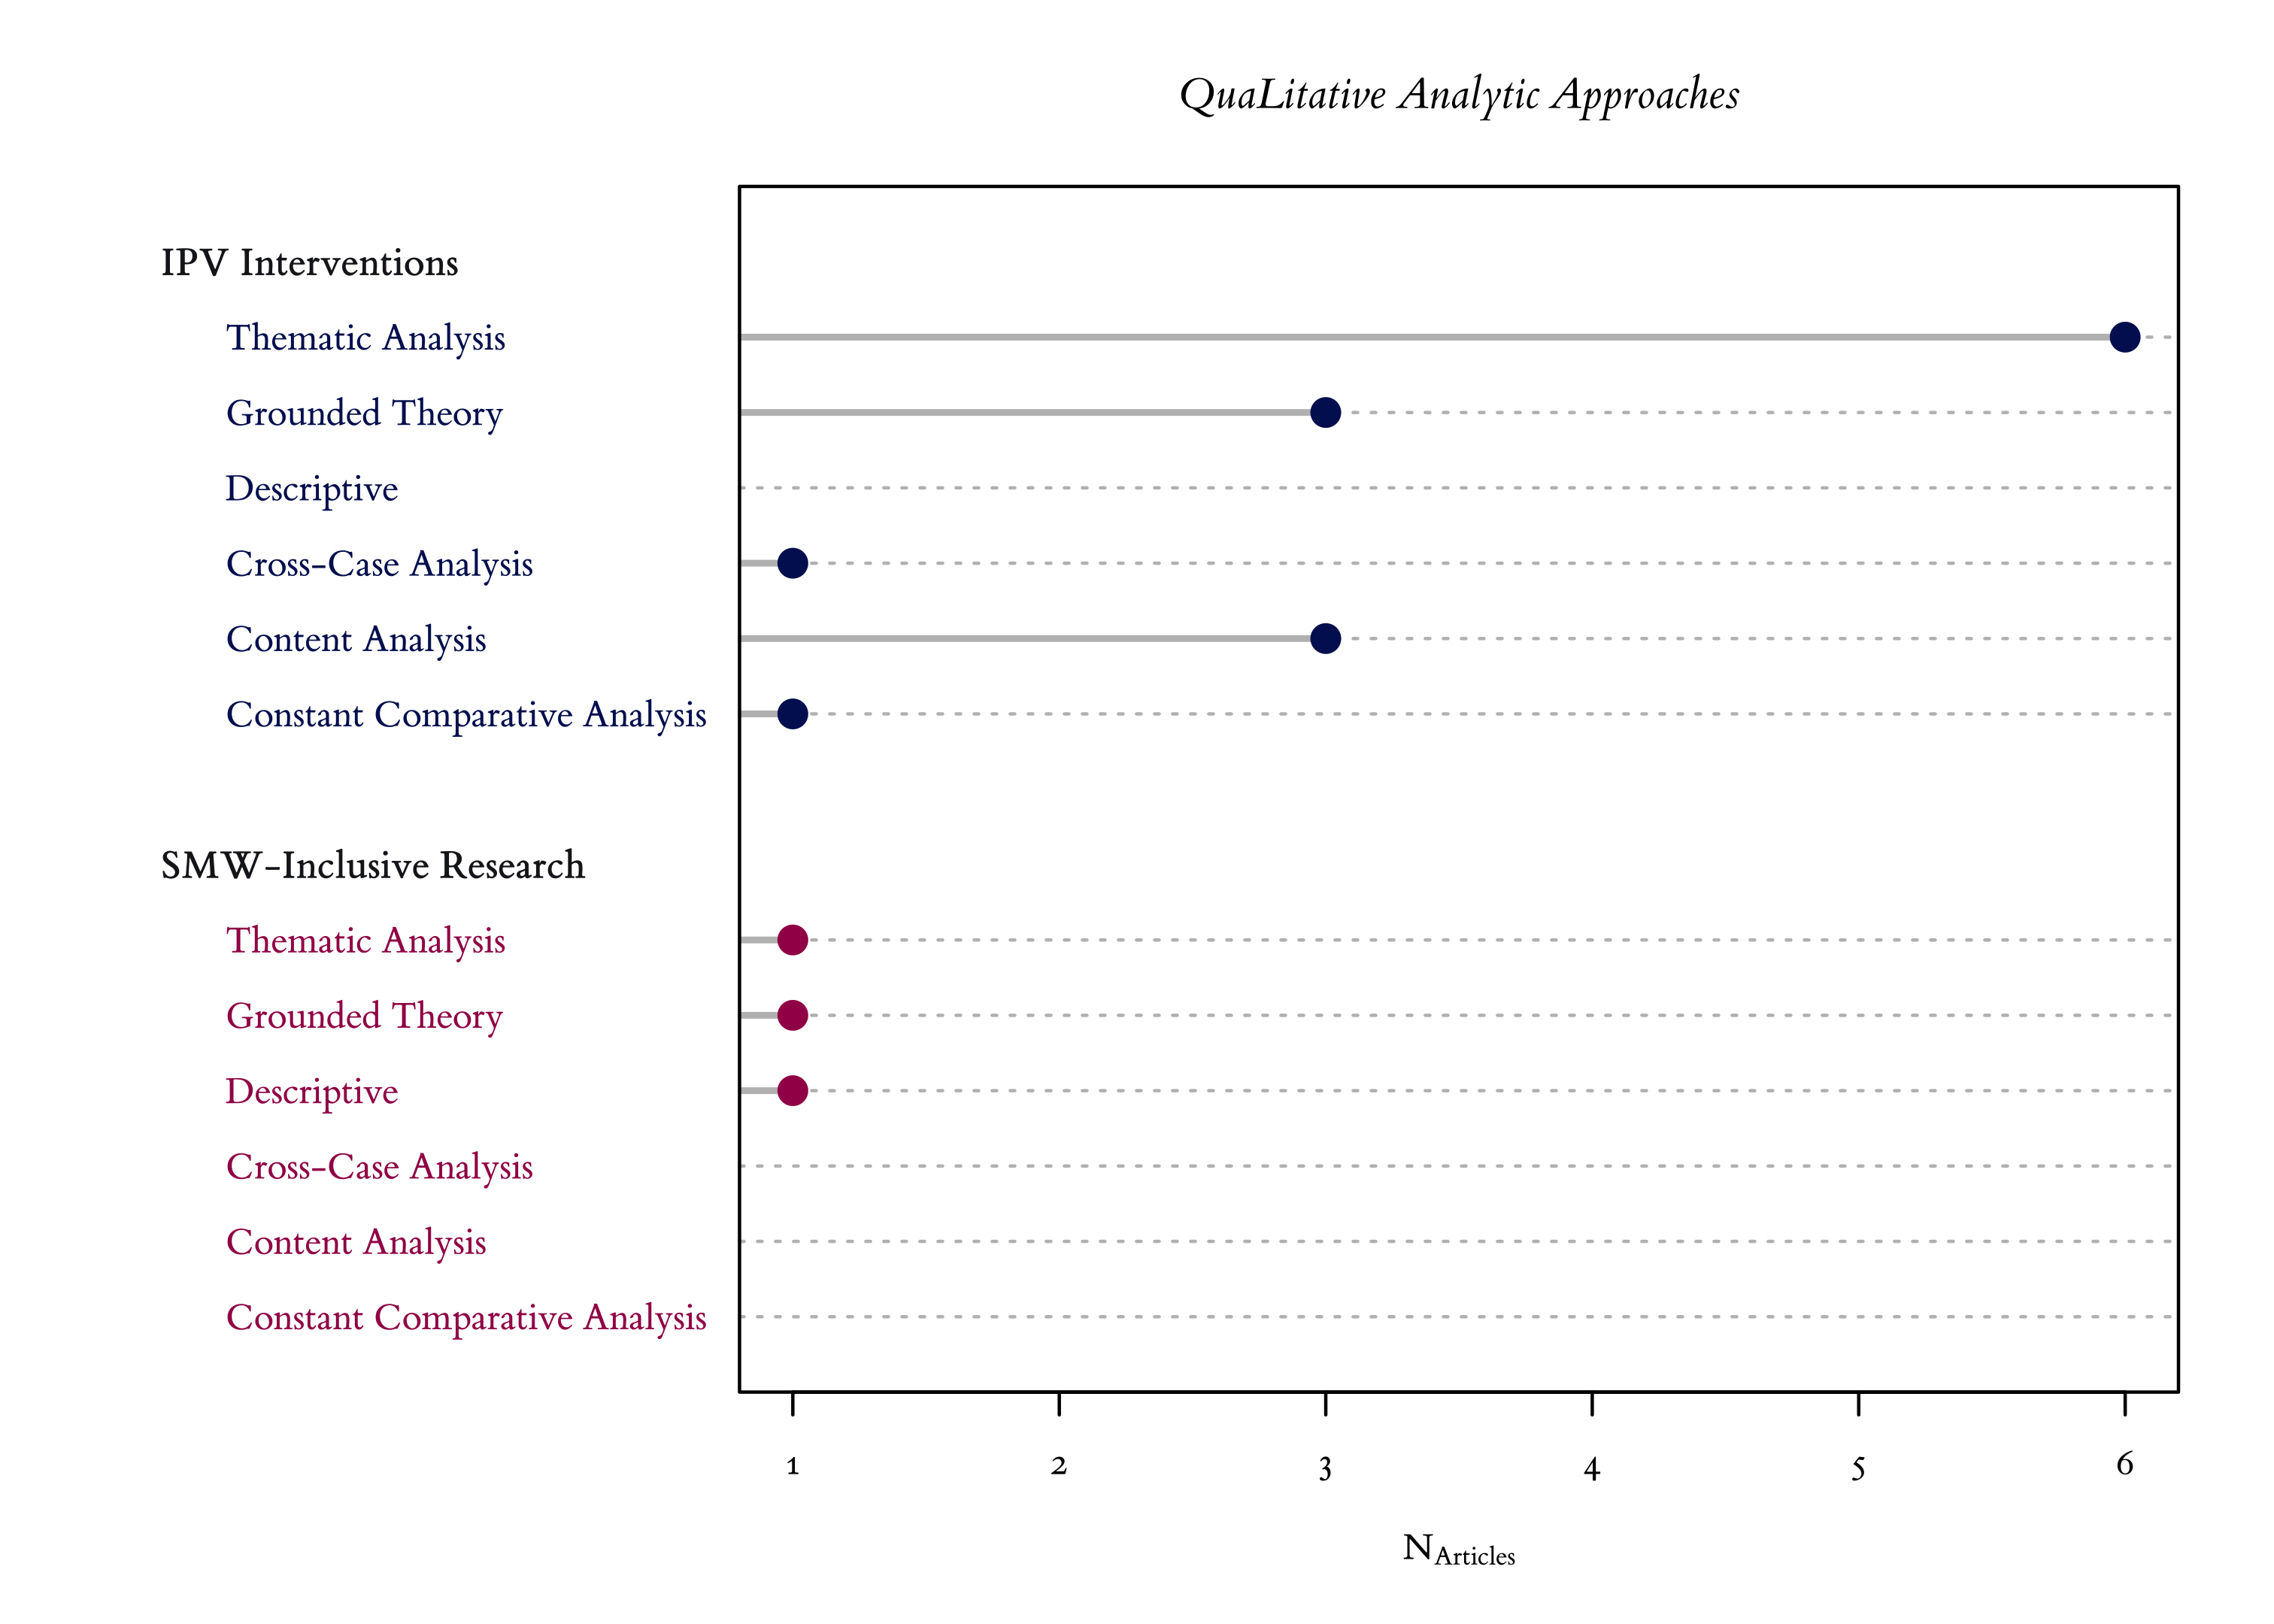 QuaLitative Analytic Approaches
IPV Interventions
Thematic Analysis
Grounded Theory
Descriptive
Cross-Case Analysis
Content Analysis
Constant Comparative Analysis
SMW-Inclusive Research
Thematic Analysis
Grounded Theory
Descriptive
Cross-Case Analysis
Content Analysis
Constant Comparative Analysis
1 2 3 4 5 6
NArticles